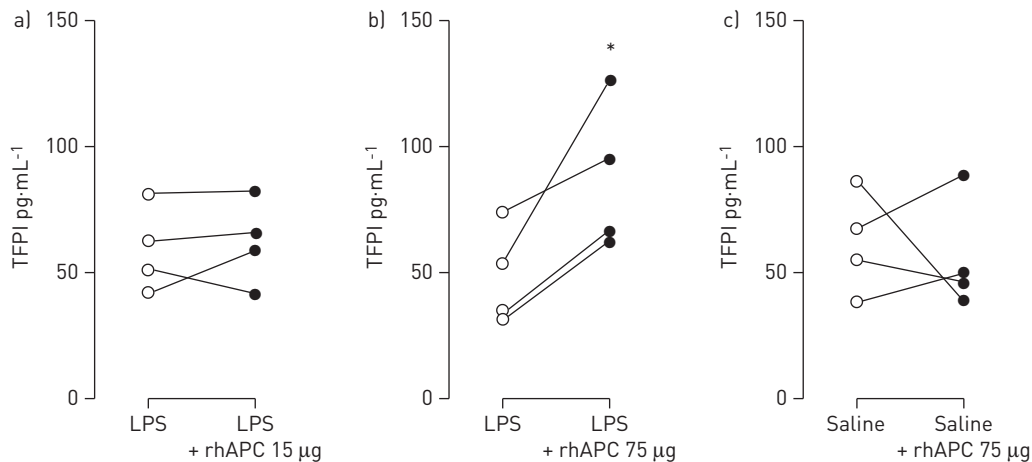 a)
150
100
50
0
TFPI pg·mL⁻¹
LPS
LPS
+ rhAPC 15 µg
b)
150
100
50
0
TFPI pg·mL⁻¹
*
LPS
LPS
+ rhAPC 75 µg
c)
150
100
50
0
TFPI pg·mL⁻¹
Saline
Saline
+ rhAPC 75 µg